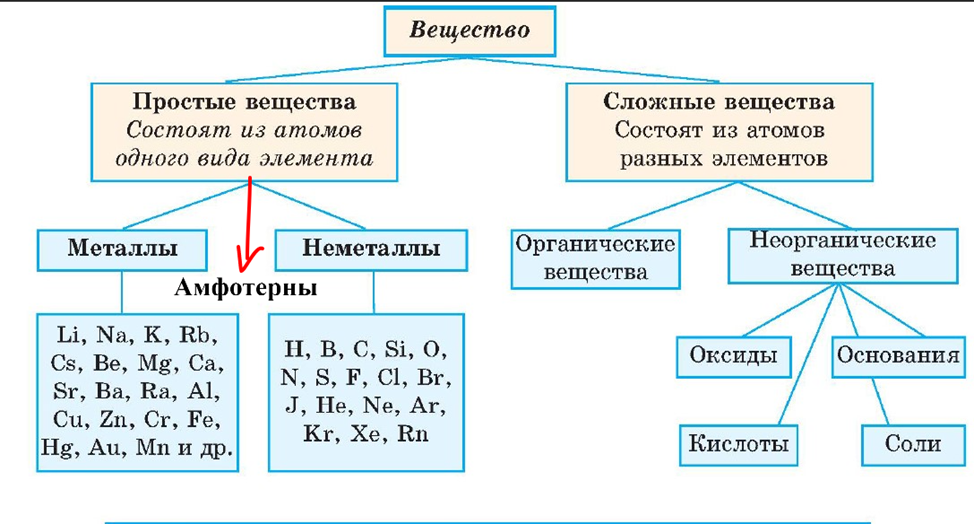 Вещество
Простые вещества
Состоят из атомов
одного вида элемента
Сложные вещества
Состоят из атомов
разных элементов
Металлы
Неметаллы
Амфотерны
Органические
вещества
Неорганические
вещества
Li, Na, K, Rb,
Cs, Be, Mg, Ca,
Sr, Ba, Ra, Al,
Cu, Zn, Cr, Fe,
Hg, Au, Mn и др.
H, B, C, Si, O,
N, S, F, Cl, Br,
J, He, Ne, Ar,
Kr, Xe, Rn
Оксиды
Основания
Кислоты
Соли